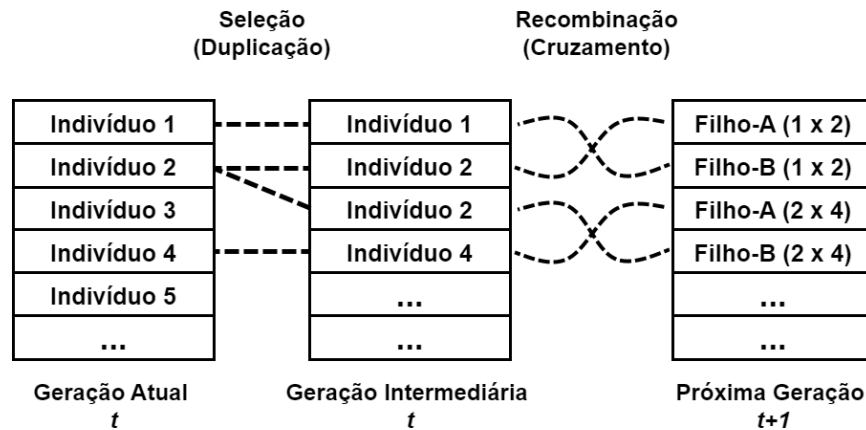 Seleção
(Duplicação)
Recombinação
(Cruzamento)
Indivíduo 1
Indivíduo 2
Indivíduo 3
Indivíduo 4
Indivíduo 5
...
Geração Atual
t
Indivíduo 1
Indivíduo 2
Indivíduo 2
Indivíduo 4
...
...
Geração Intermediária
t
Filho-A (1 x 2)
Filho-B (1 x 2)
Filho-A (2 x 4)
Filho-B (2 x 4)
...
...
Próxima Geração
t+1